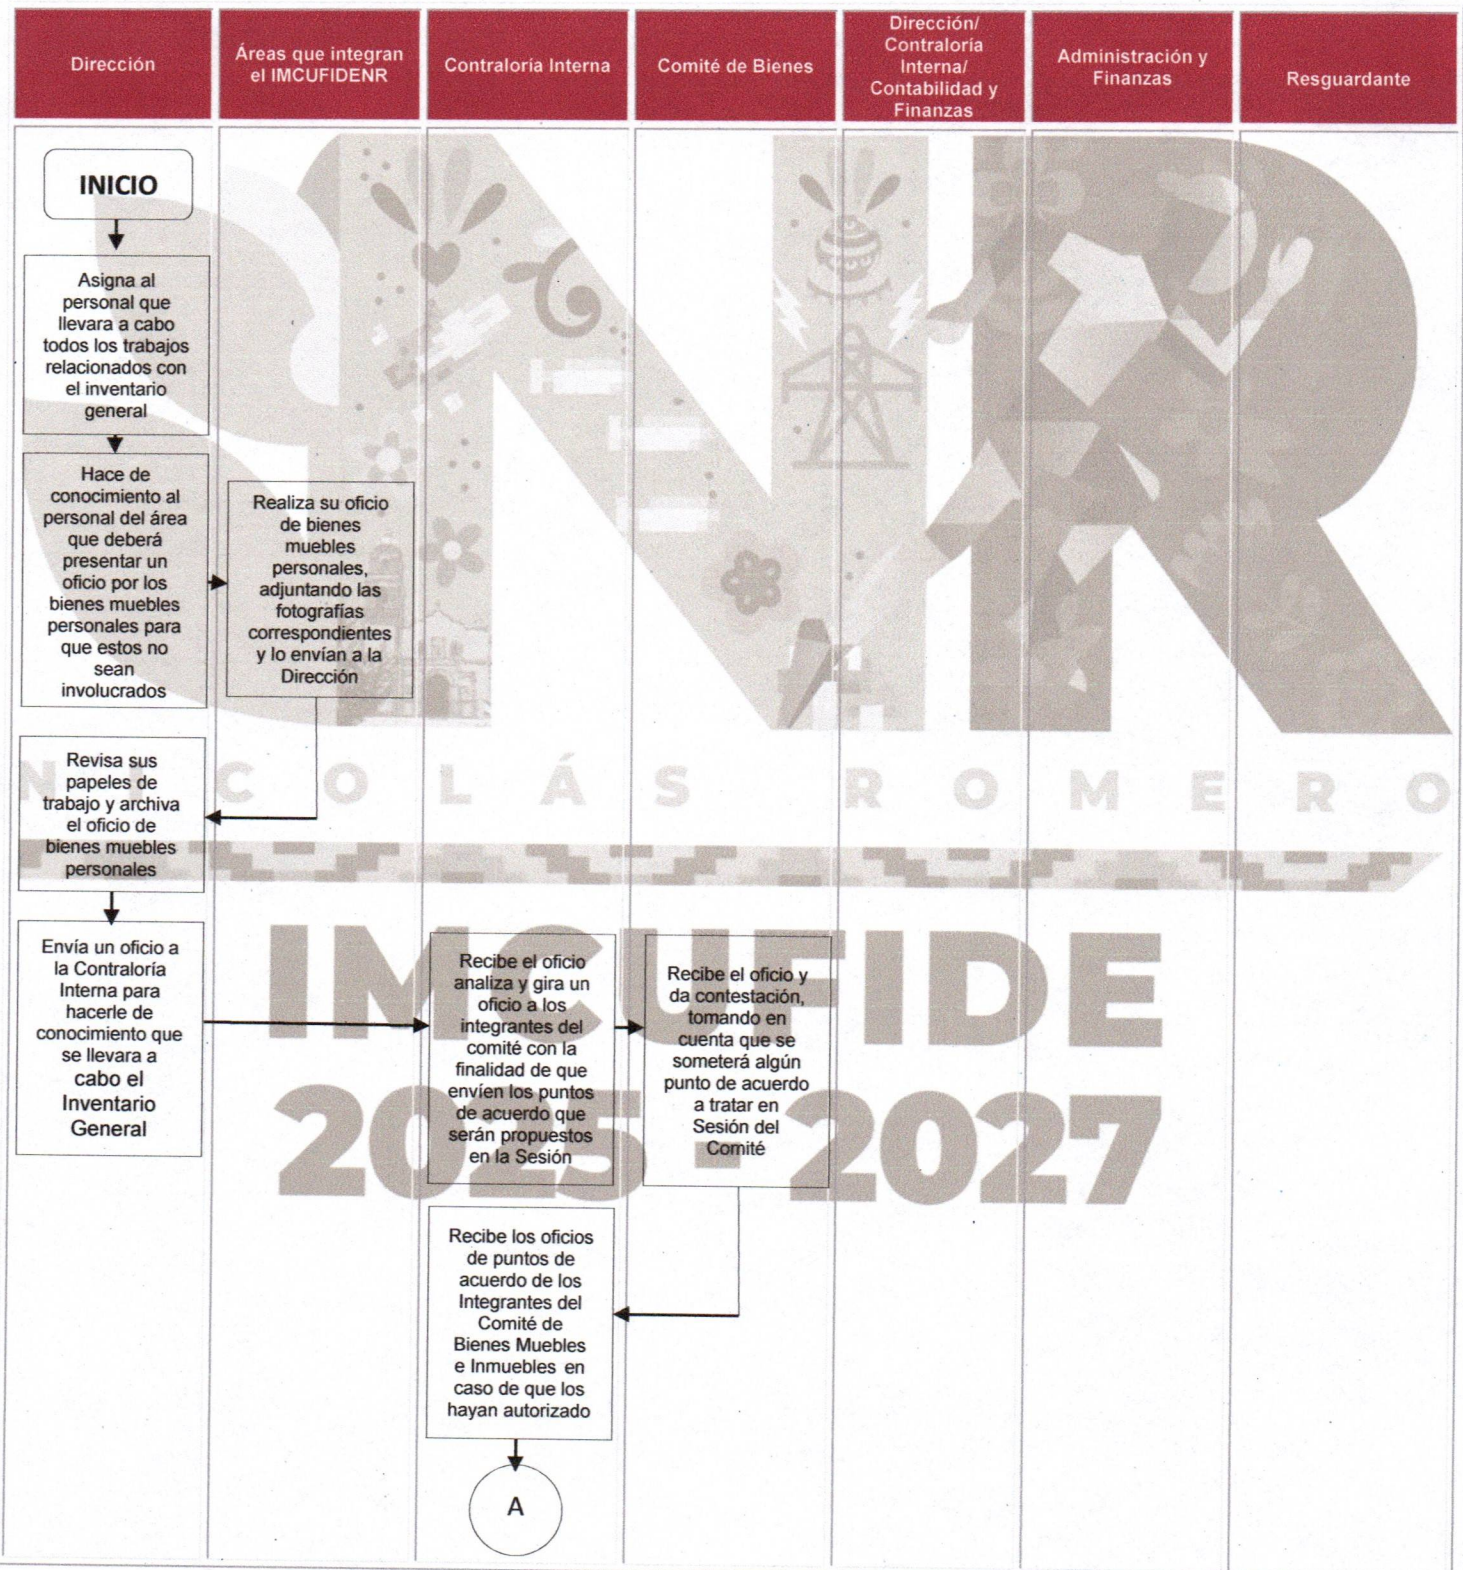 Dirección
Áreas que integran
el IMCUFIDENR
Contraloría Interna
Comité de Bienes
Dirección/
Contraloría
Interna/
Contabilidad y
Finanzas
Administración y
Finanzas
Resguardante
INICIO
Asigna al
personal que
llevara a cabo
todos los trabajos
relacionados con
el inventario
general
Hace de
conocimiento al
personal del área
que deberá
presentar un
oficio por los
bienes muebles
personales para
que estos no
sean
involucrados
Realiza su oficio
de bienes
muebles
personales,
adjuntando las
fotografías
correspondientes
y lo envían a la
Dirección
Revisa sus
papeles de
trabajo y archiva
el oficio de
bienes muebles
personales
Envía un oficio a
la Contraloría
Interna para
hacerle de
conocimiento que
se llevara a
cabo el
Inventario
General
Recibe el oficio
analiza y gira un
oficio a los
integrantes del
comité con la
finalidad de que
envíen los puntos
de acuerdo que
serán propuestos
en la Sesión
Recibe el oficio y
da contestación,
tomando en
cuenta que se
someterá algún
punto de acuerdo
a tratar en
Sesión del
Comité
Recibe los oficios
de puntos de
acuerdo de los
Integrantes del
Comité de
Bienes Muebles
e Inmuebles en
caso de que los
hayan autorizado
A
NR
NICOLÁS ROMERO
IMCUFIDE
2025 - 2027